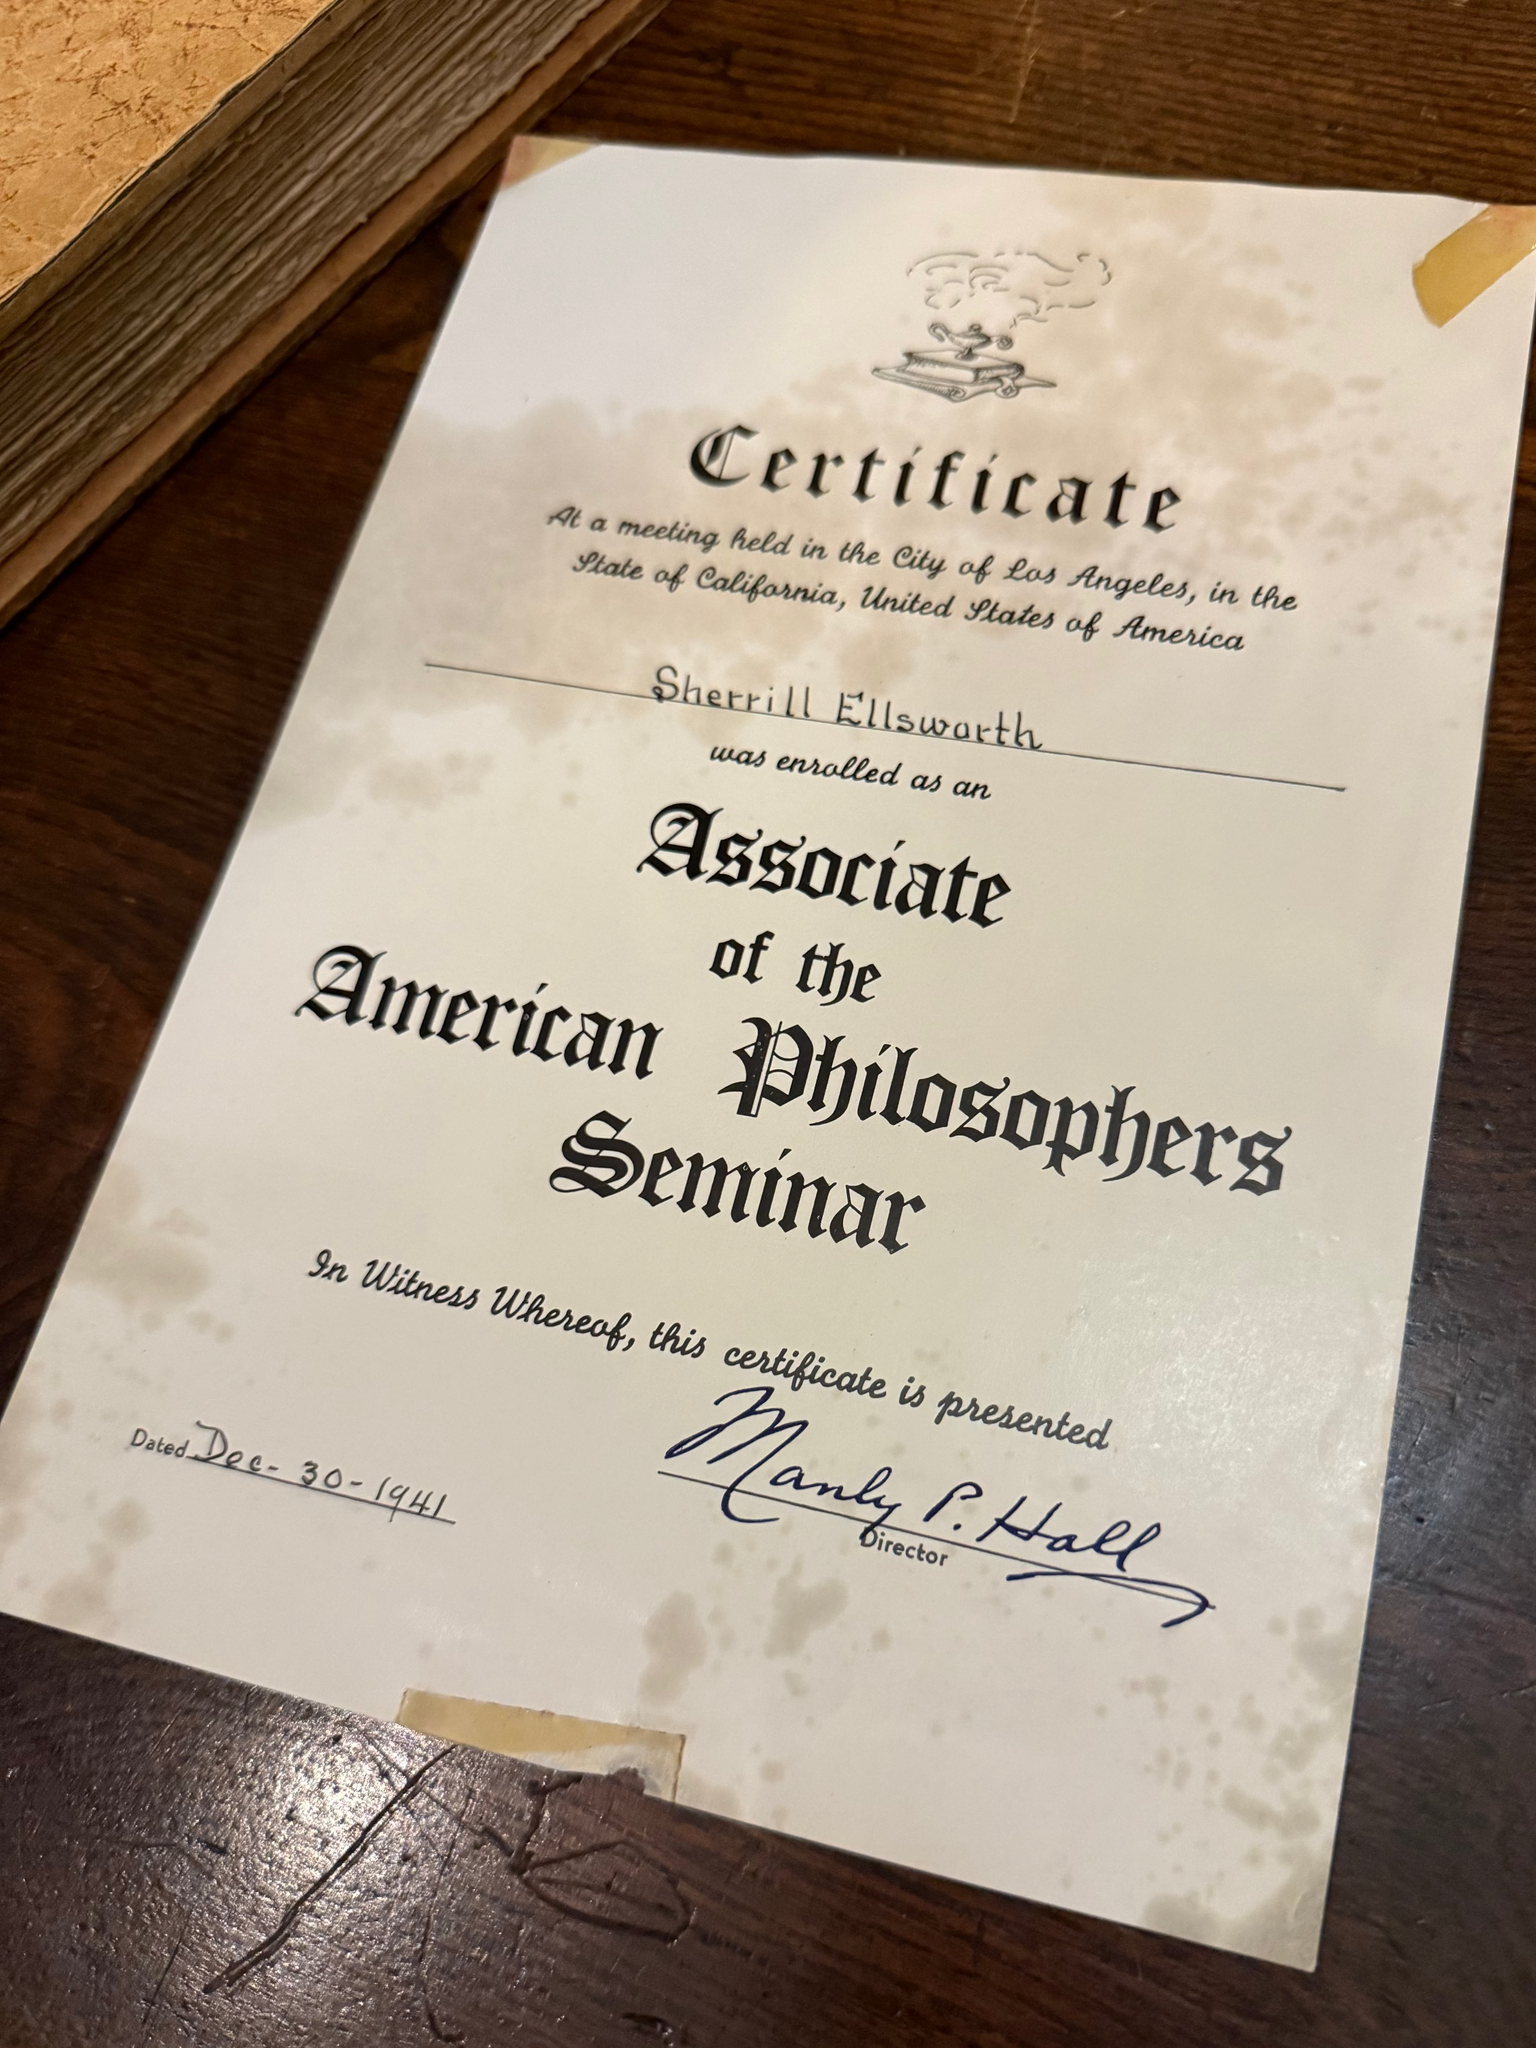 Certificate
At a meeting held in the City of Los Angeles, in the
State of California, United States of America
Sherrill Ellsworth
was enrolled as an
Associate
of the
American Philosophers
Seminar
In Witness Whereof, this certificate is presented
Dated Dec- 30-1941
Manly P. Hall
Director